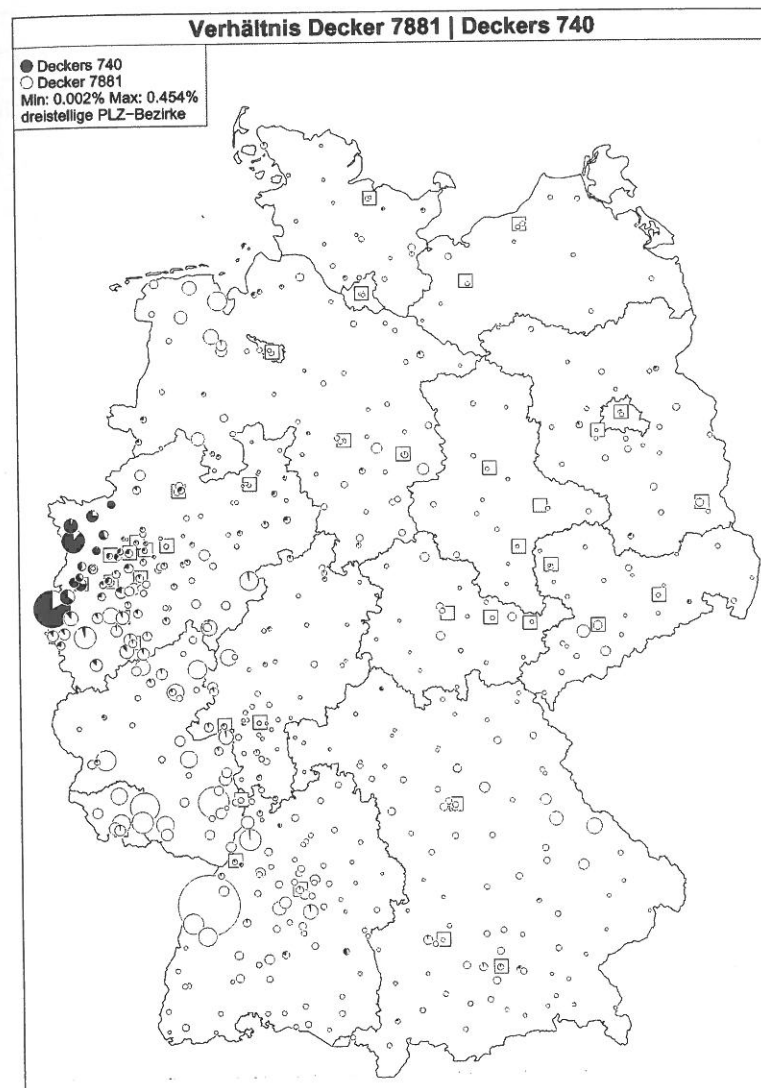 Verhältnis Decker 7881 | Deckers 740
Deckers 740
Decker 7881
Min: 0.002% Max: 0.454%
dreistellige PLZ-Bezirke